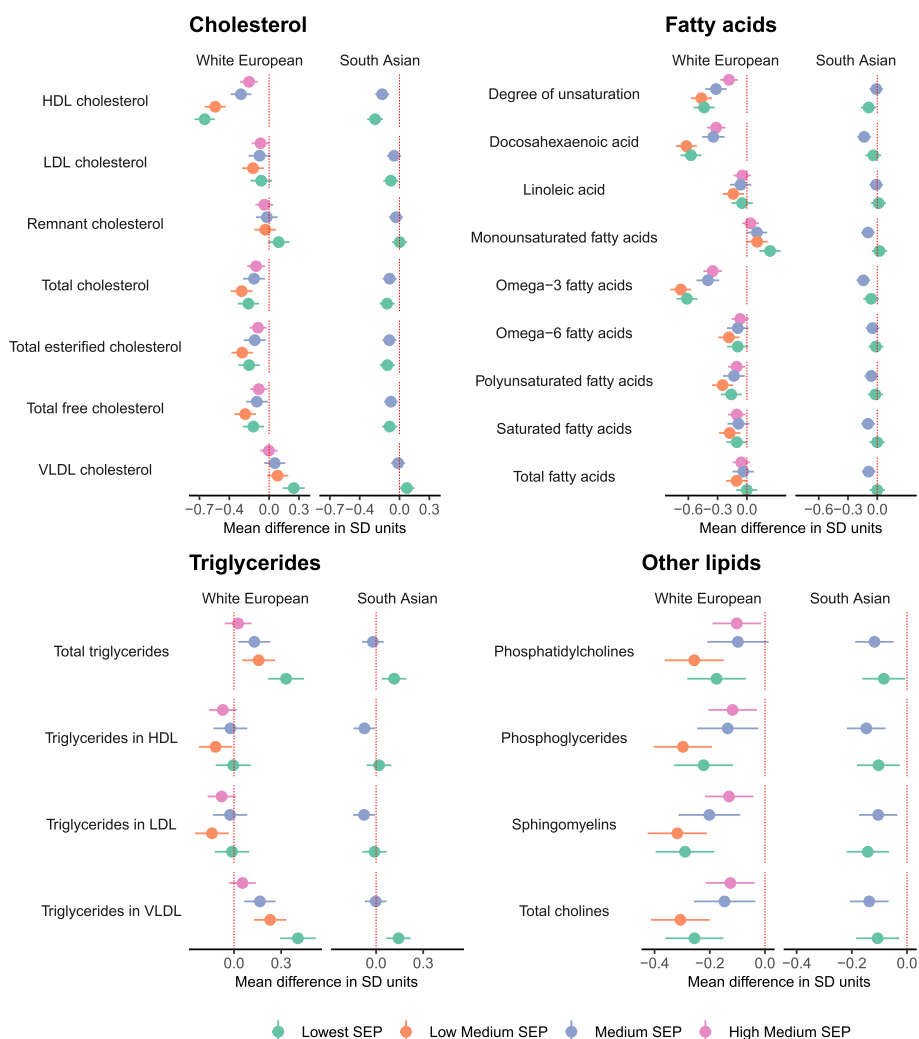 Cholesterol
White European South Asian
HDL cholesterol
LDL cholesterol
Remnant cholesterol
Total cholesterol
Total esterified cholesterol
Total free cholesterol
VLDL cholesterol
−0.7 −0.4 0.0 0.3 −0.7 −0.4 0.0 0.3
Mean difference in SD units
Fatty acids
White European South Asian
Degree of unsaturation
Docosahexaenoic acid
Linoleic acid
Monounsaturated fatty acids
Omega−3 fatty acids
Omega−6 fatty acids
Polyunsaturated fatty acids
Saturated fatty acids
Total fatty acids
−0.6 −0.3 0.0 −0.6 −0.3 0.0
Mean difference in SD units
Triglycerides
White European South Asian
Total triglycerides
Triglycerides in HDL
Triglycerides in LDL
Triglycerides in VLDL
0.0 0.3 0.0 0.3
Mean difference in SD units
Other lipids
White European South Asian
Phosphatidylcholines
Phosphoglycerides
Sphingomyelins
Total cholines
−0.4 −0.2 0.0 −0.4 −0.2 0.0
Mean difference in SD units
Lowest SEP Low Medium SEP Medium SEP High Medium SEP